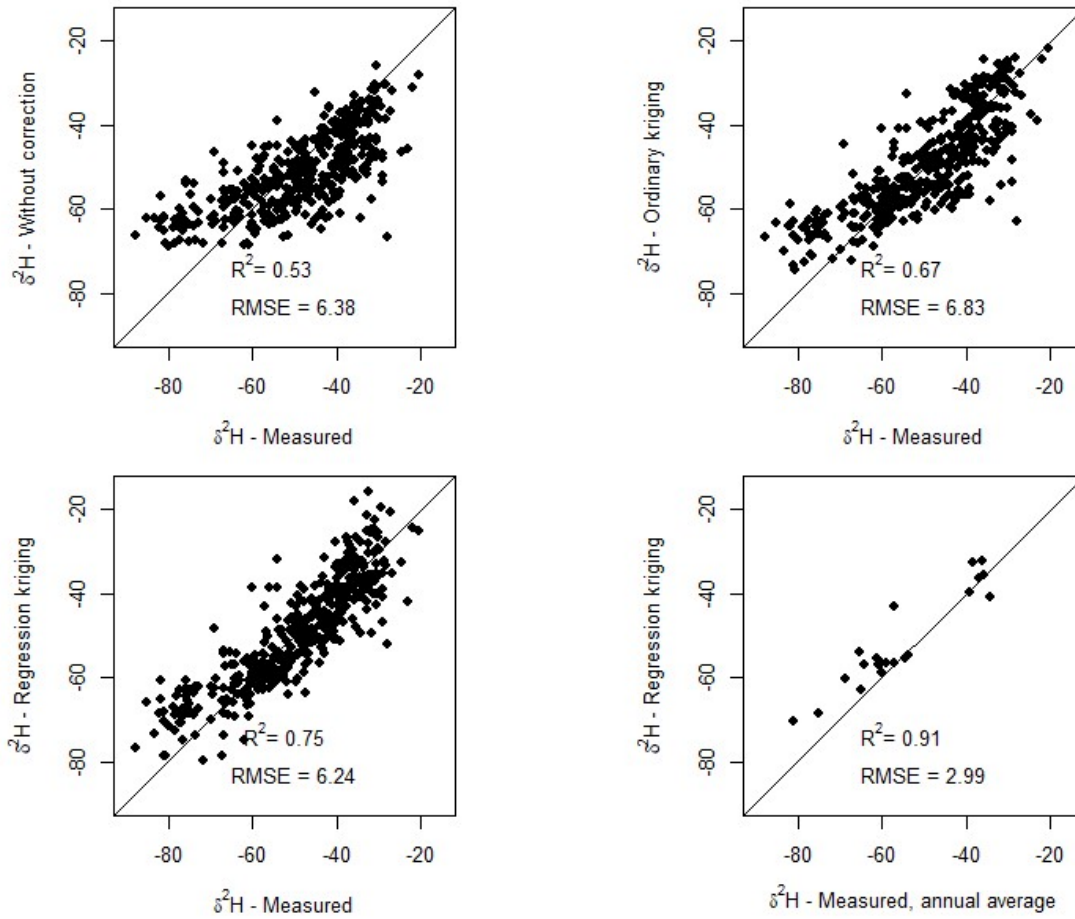 δ²H - Without correction
-20
-40
-60
-80
R²= 0.53
RMSE = 6.38
-80 -60 -40 -20
δ²H - Measured
δ²H - Ordinary kriging
-20
-40
-60
-80
R²= 0.67
RMSE = 6.83
-80 -60 -40 -20
δ²H - Measured
δ²H - Regression kriging
-20
-40
-60
-80
R²= 0.75
RMSE = 6.24
-80 -60 -40 -20
δ²H - Measured
δ²H - Regression kriging
-20
-40
-60
-80
R²= 0.91
RMSE = 2.99
-80 -60 -40 -20
δ²H - Measured, annual average